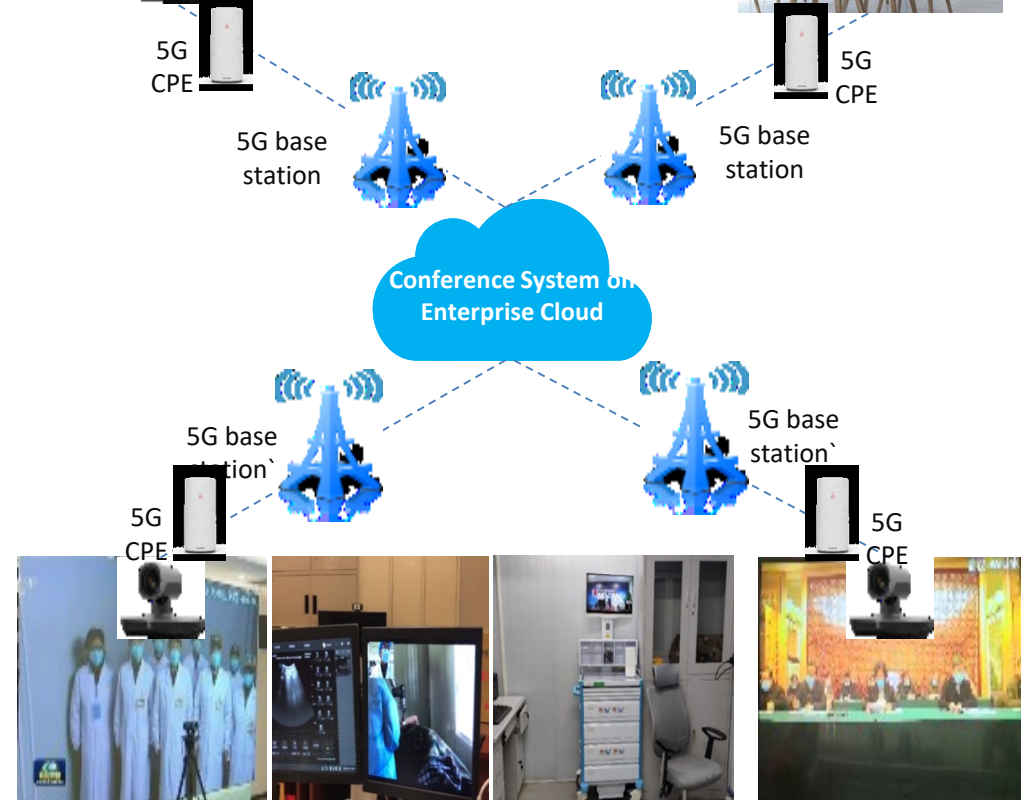 5G
CPE
5G
CPE
5G base
station
5G base
station
Conference System on
Enterprise Cloud
5G base
station`
5G base
station`
5G
CPE
5G
CPE